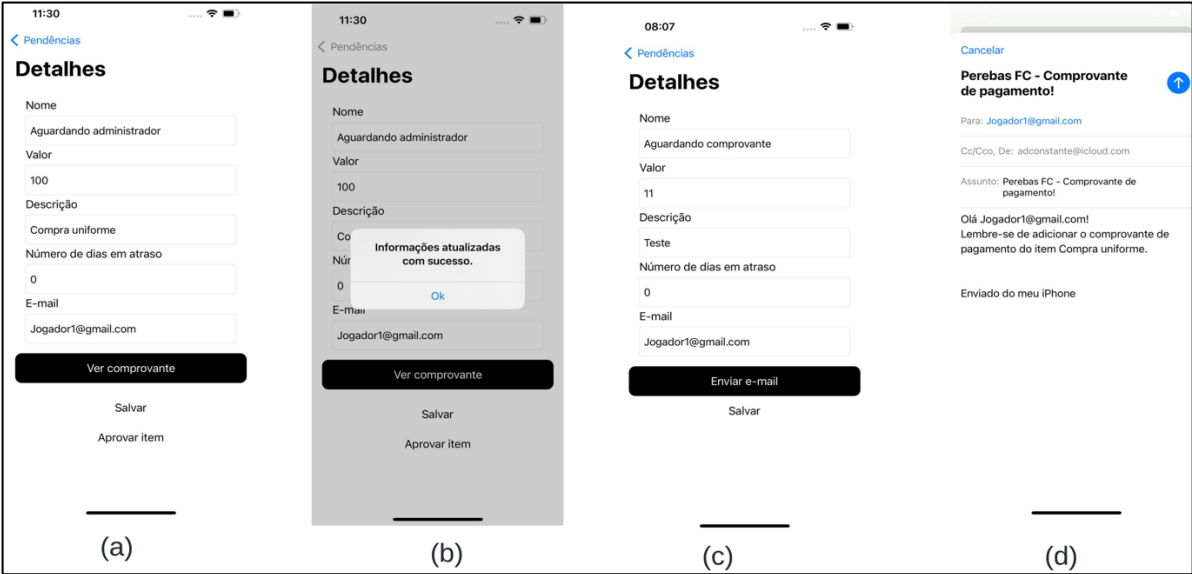 11:30
Pendências
Detalhes
Nome
Aguardando administrador
Valor
100
Descrição
Compra uniforme
Número de dias em atraso
0
E-mail
Jogador1@gmail.com
Ver comprovante
Salvar
Aprovar item
(a)
11:30
Pendências
Detalhes
Nome
Aguardando administrador
Valor
100
Descrição
Co
Informações atualizadas
com sucesso.
Núr
0
Ok
E-mail
Jogador1@gmail.com
Ver comprovante
Salvar
Aprovar item
(b)
08:07
Pendências
Detalhes
Nome
Aguardando comprovante
Valor
11
Descrição
Teste
Número de dias em atraso
0
E-mail
Jogador1@gmail.com
Enviar e-mail
Salvar
(c)
Cancelar
Perebas FC - Comprovante
de pagamento!
Para: Jogador1@gmail.com
Cc/Cco, De: adconstante@icloud.com
Assunto: Perebas FC - Comprovante de
pagamento!
Olá Jogador1@gmail.com!
Lembre-se de adicionar o comprovante de
pagamento do item Compra uniforme.
Enviado do meu iPhone
(d)